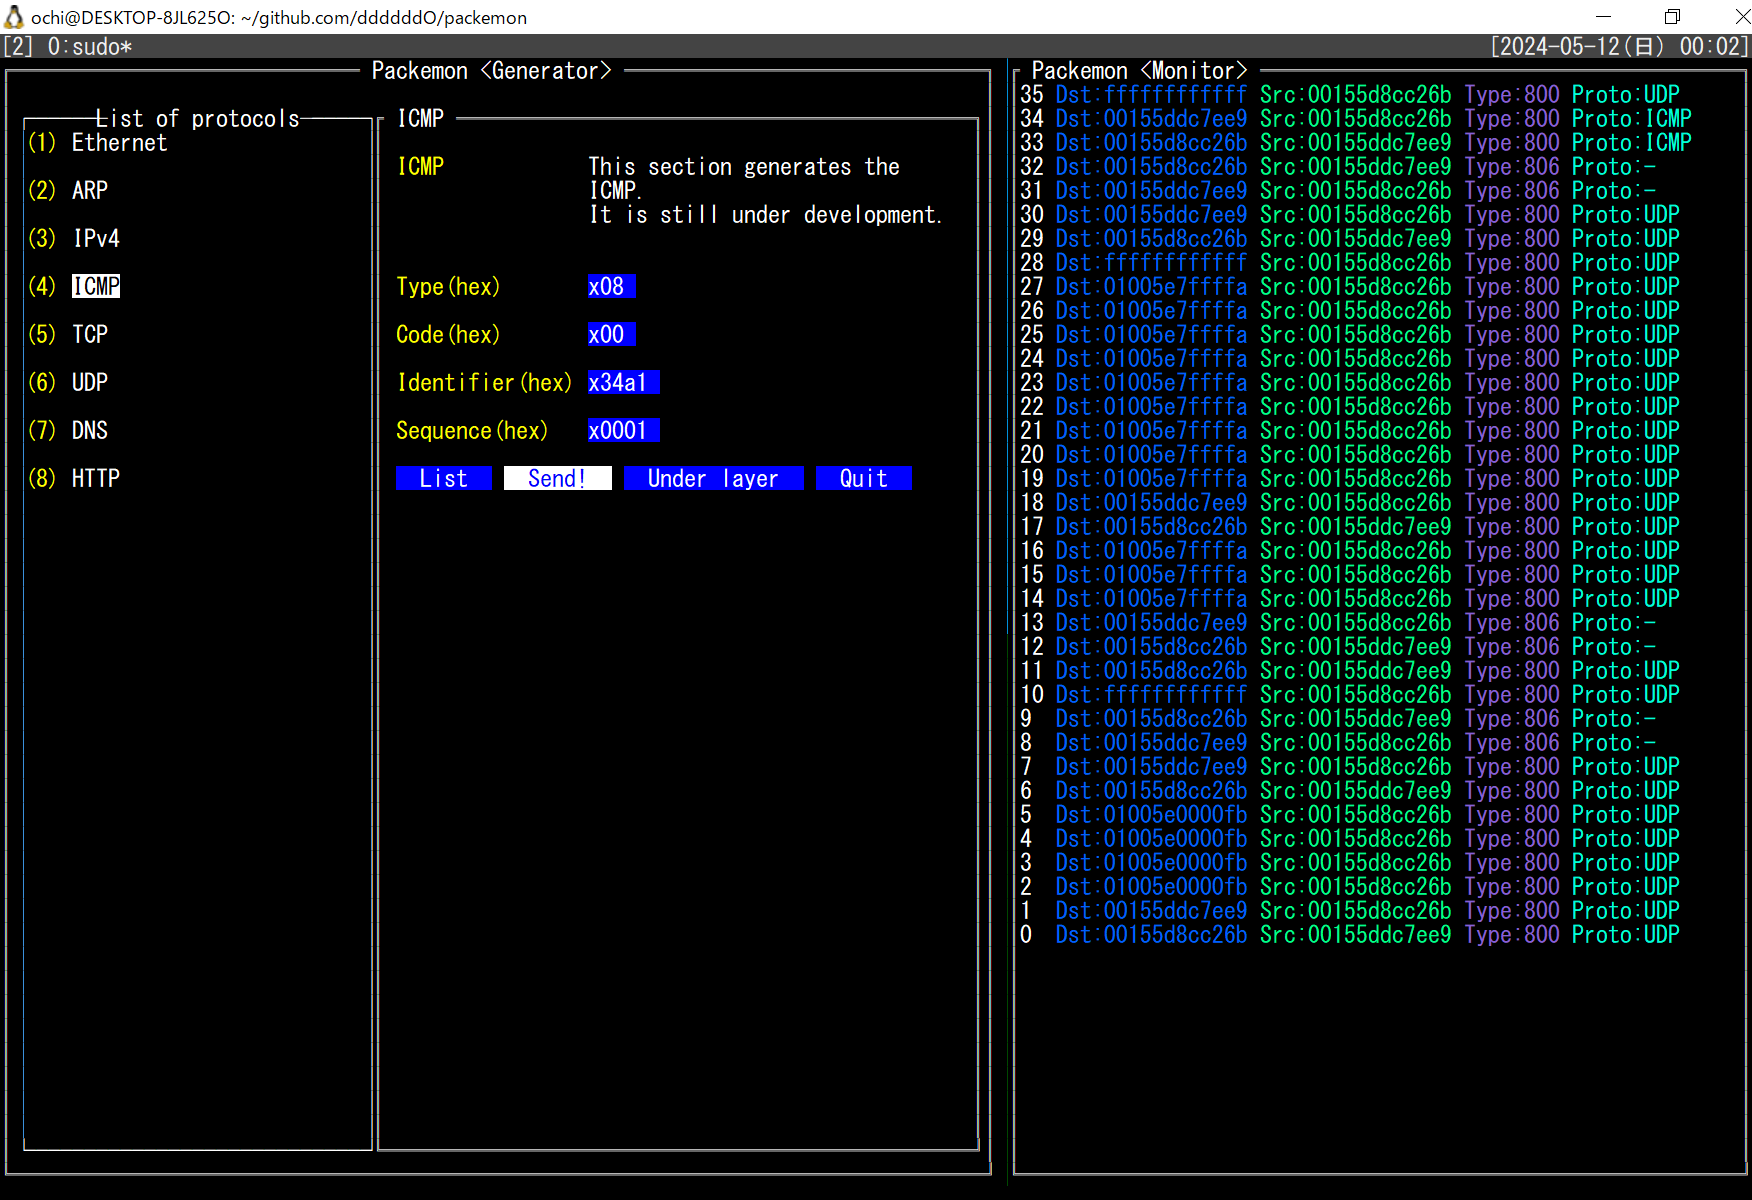 ochi@DESKTOP-8JL625O: ~/github.com/ddddddO/packemon
[2] 0:sudo* [2024-05-12(日) 00:02]
Packemon <Generator>
List of protocols
(1) Ethernet
(2) ARP
(3) IPv4
(4) ICMP
(5) TCP
(6) UDP
(7) DNS
(8) HTTP
ICMP
ICMP This section generates the
ICMP.
It is still under development.
Type(hex) x08
Code(hex) x00
Identifier(hex) x34a1
Sequence(hex) x0001
List Send! Under layer Quit
Packemon <Monitor>
35 Dst:ffffffffffff Src:00155d8cc26b Type:800 Proto:UDP
34 Dst:00155ddc7ee9 Src:00155d8cc26b Type:800 Proto:ICMP
33 Dst:00155d8cc26b Src:00155ddc7ee9 Type:800 Proto:ICMP
32 Dst:00155d8cc26b Src:00155ddc7ee9 Type:806 Proto:-
31 Dst:00155ddc7ee9 Src:00155d8cc26b Type:806 Proto:-
30 Dst:00155ddc7ee9 Src:00155d8cc26b Type:800 Proto:UDP
29 Dst:00155d8cc26b Src:00155ddc7ee9 Type:800 Proto:UDP
28 Dst:ffffffffffff Src:00155d8cc26b Type:800 Proto:UDP
27 Dst:01005e7ffffa Src:00155d8cc26b Type:800 Proto:UDP
26 Dst:01005e7ffffa Src:00155d8cc26b Type:800 Proto:UDP
25 Dst:01005e7ffffa Src:00155d8cc26b Type:800 Proto:UDP
24 Dst:01005e7ffffa Src:00155d8cc26b Type:800 Proto:UDP
23 Dst:01005e7ffffa Src:00155d8cc26b Type:800 Proto:UDP
22 Dst:01005e7ffffa Src:00155d8cc26b Type:800 Proto:UDP
21 Dst:01005e7ffffa Src:00155d8cc26b Type:800 Proto:UDP
20 Dst:01005e7ffffa Src:00155d8cc26b Type:800 Proto:UDP
19 Dst:01005e7ffffa Src:00155d8cc26b Type:800 Proto:UDP
18 Dst:00155ddc7ee9 Src:00155d8cc26b Type:800 Proto:UDP
17 Dst:00155d8cc26b Src:00155ddc7ee9 Type:800 Proto:UDP
16 Dst:01005e7ffffa Src:00155d8cc26b Type:800 Proto:UDP
15 Dst:01005e7ffffa Src:00155d8cc26b Type:800 Proto:UDP
14 Dst:01005e7ffffa Src:00155d8cc26b Type:800 Proto:UDP
13 Dst:00155ddc7ee9 Src:00155d8cc26b Type:806 Proto:-
12 Dst:00155d8cc26b Src:00155ddc7ee9 Type:806 Proto:-
11 Dst:00155d8cc26b Src:00155ddc7ee9 Type:800 Proto:UDP
10 Dst:ffffffffffff Src:00155d8cc26b Type:800 Proto:UDP
9 Dst:00155d8cc26b Src:00155ddc7ee9 Type:806 Proto:-
8 Dst:00155ddc7ee9 Src:00155d8cc26b Type:806 Proto:-
7 Dst:00155ddc7ee9 Src:00155d8cc26b Type:800 Proto:UDP
6 Dst:00155d8cc26b Src:00155ddc7ee9 Type:800 Proto:UDP
5 Dst:01005e0000fb Src:00155d8cc26b Type:800 Proto:UDP
4 Dst:01005e0000fb Src:00155d8cc26b Type:800 Proto:UDP
3 Dst:01005e0000fb Src:00155d8cc26b Type:800 Proto:UDP
2 Dst:01005e0000fb Src:00155d8cc26b Type:800 Proto:UDP
1 Dst:00155ddc7ee9 Src:00155d8cc26b Type:800 Proto:UDP
0 Dst:00155d8cc26b Src:00155ddc7ee9 Type:800 Proto:UDP